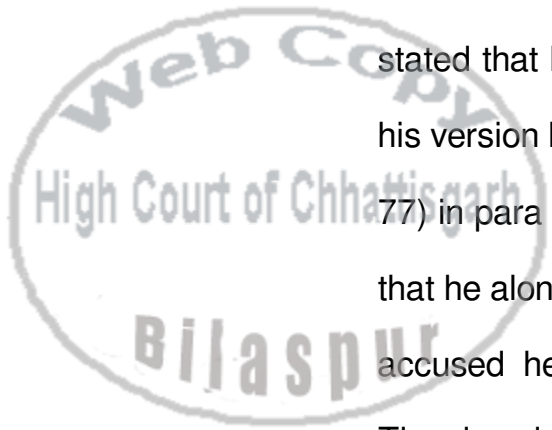 Web Copy
High Court of Chhattisgarh
Bilaspur
stated that
his version
77) in para
that he alon
accused he